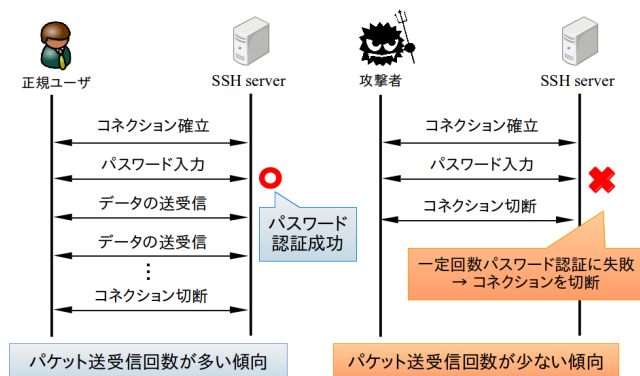 正規ユーザ
SSH server
コネクション確立
パスワード入力
データの送受信
データの送受信
⋮
コネクション切断
パスワード
認証成功
パケット送受信回数が多い傾向
攻撃者
SSH server
コネクション確立
パスワード入力
コネクション切断
一定回数パスワード認証に失敗
→ コネクションを切断
パケット送受信回数が少ない傾向